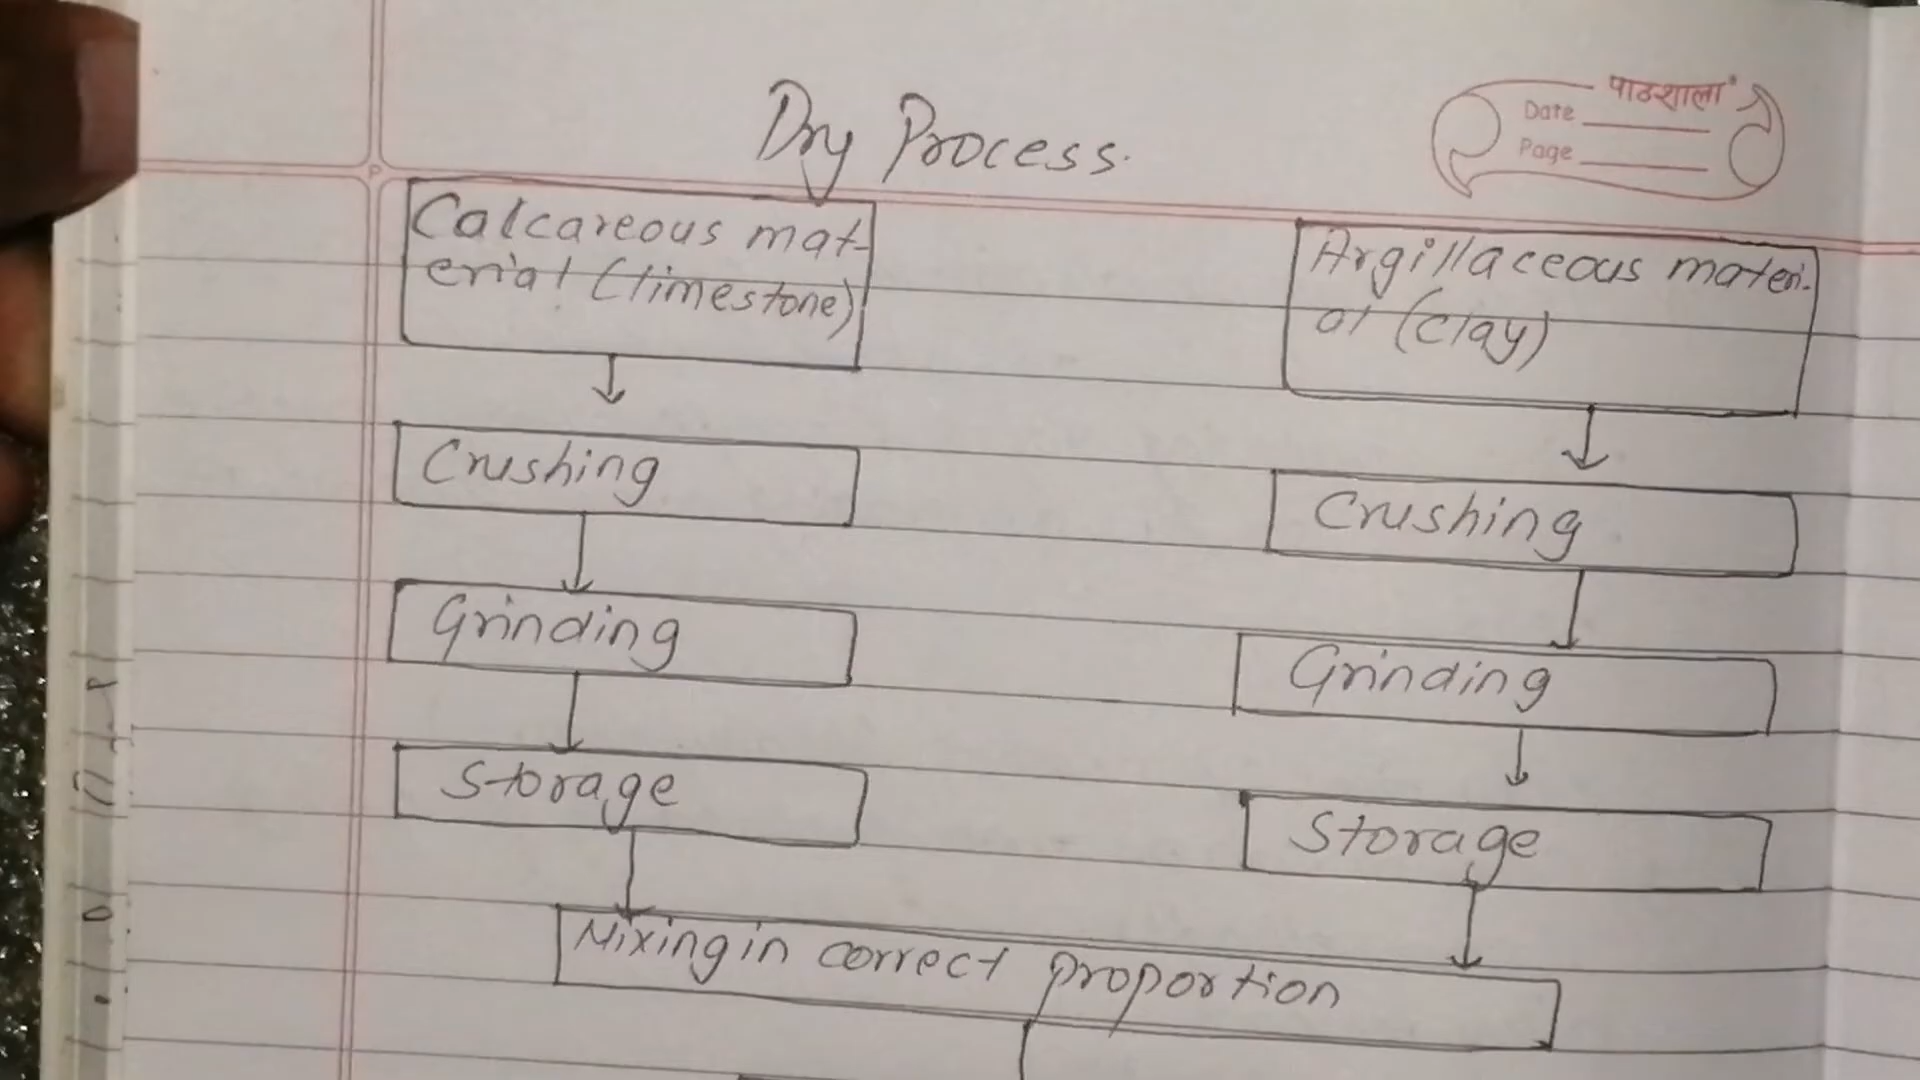 Dry Process.
पाठशाला
Date
Page
Calcareous mat-
erial (limestone)
Argillaceous materi-
al (clay)
Crushing
Crushing
Grinding
Grinding
Storage
Storage
Mixing in correct proportion